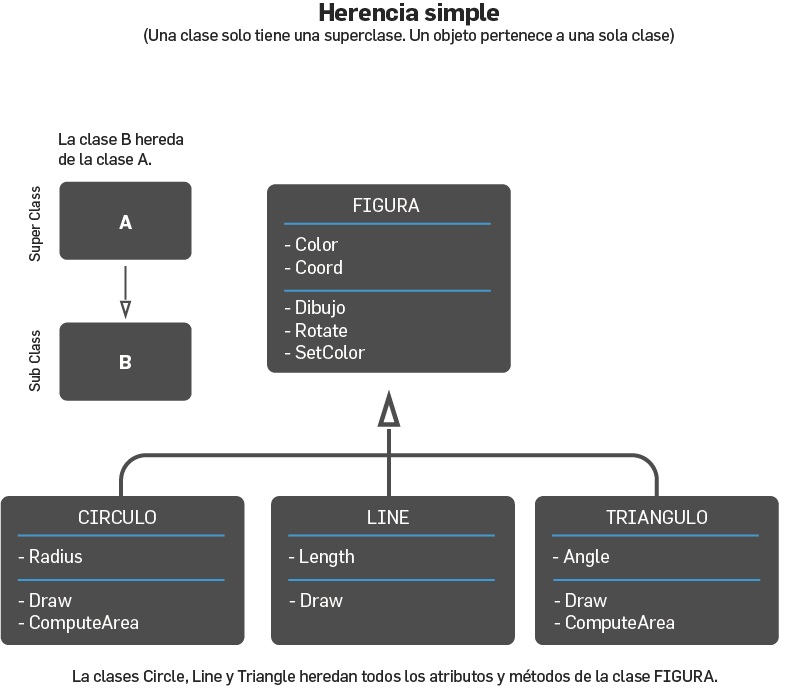 Herencia simple
(Una clase solo tiene una superclase. Un objeto pertenece a una sola clase)
La clase B hereda
de la clase A.
Super Class
A
Sub Class
B
FIGURA
- Color
- Coord
- Dibujo
- Rotate
- SetColor
CIRCULO
- Radius
- Draw
- ComputeArea
LINE
- Length
- Draw
TRIANGULO
- Angle
- Draw
- ComputeArea
La clases Circle, Line y Triangle heredan todos los atributos y métodos de la clase FIGURA.